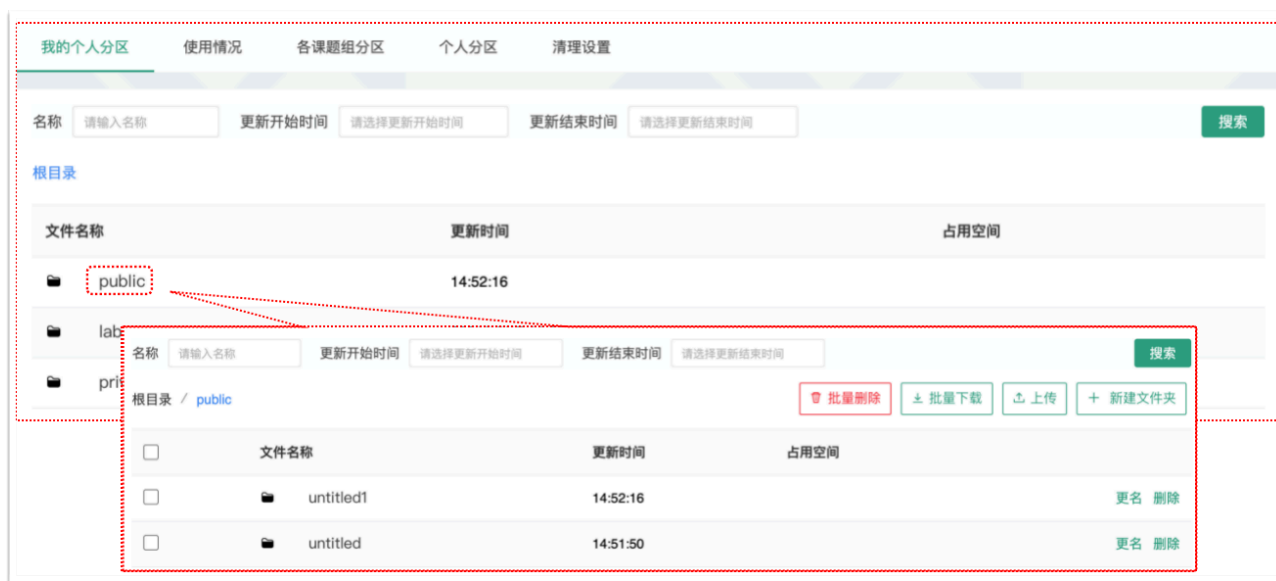 我的个人分区 使用情况 各课题组分区 个人分区 清理设置
名称 请输入名称 更新开始时间 请选择更新开始时间 更新结束时间 请选择更新结束时间 搜索
根目录
文件名称 更新时间 占用空间
public 14:52:16
lab
名称 请输入名称 更新开始时间 请选择更新开始时间 更新结束时间 请选择更新结束时间 搜索
根目录 / public 批量删除 批量下载 上传 + 新建文件夹
文件名称 更新时间 占用空间
untitled1 14:52:16 更名 删除
untitled 14:51:50 更名 删除